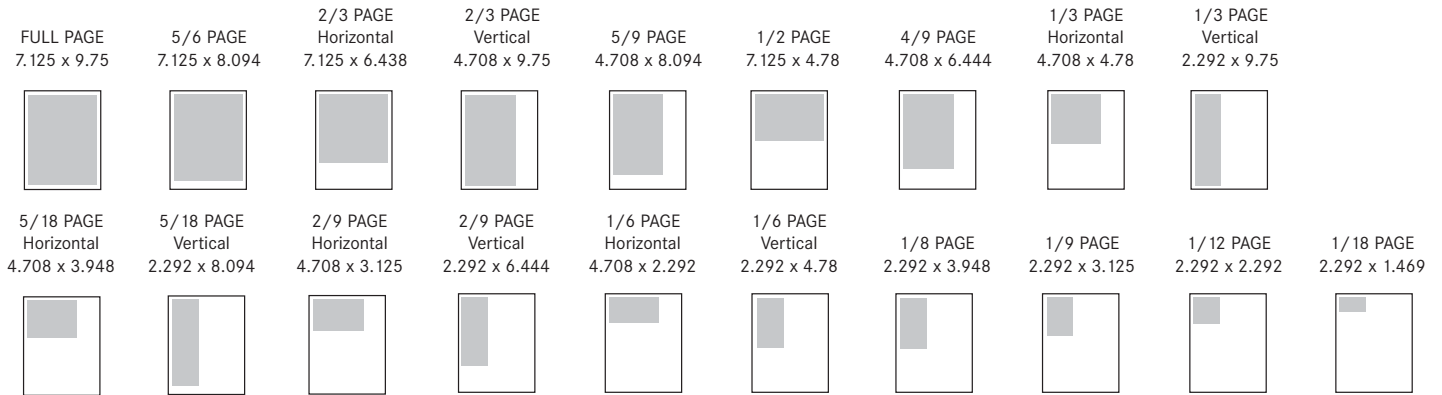 FULL PAGE
7.125 x 9.75
5/6 PAGE
7.125 x 8.094
2/3 PAGE
Horizontal
7.125 x 6.438
2/3 PAGE
Vertical
4.708 x 9.75
5/9 PAGE
4.708 x 8.094
1/2 PAGE
7.125 x 4.78
4/9 PAGE
4.708 x 6.444
1/3 PAGE
Horizontal
4.708 x 4.78
1/3 PAGE
Vertical
2.292 x 9.75
5/18 PAGE
Horizontal
4.708 x 3.948
5/18 PAGE
Vertical
2.292 x 8.094
2/9 PAGE
Horizontal
4.708 x 3.125
2/9 PAGE
Vertical
2.292 x 6.444
1/6 PAGE
Horizontal
4.708 x 2.292
1/6 PAGE
Vertical
2.292 x 4.78
1/8 PAGE
2.292 x 3.948
1/9 PAGE
2.292 x 3.125
1/12 PAGE
2.292 x 2.292
1/18 PAGE
2.292 x 1.469